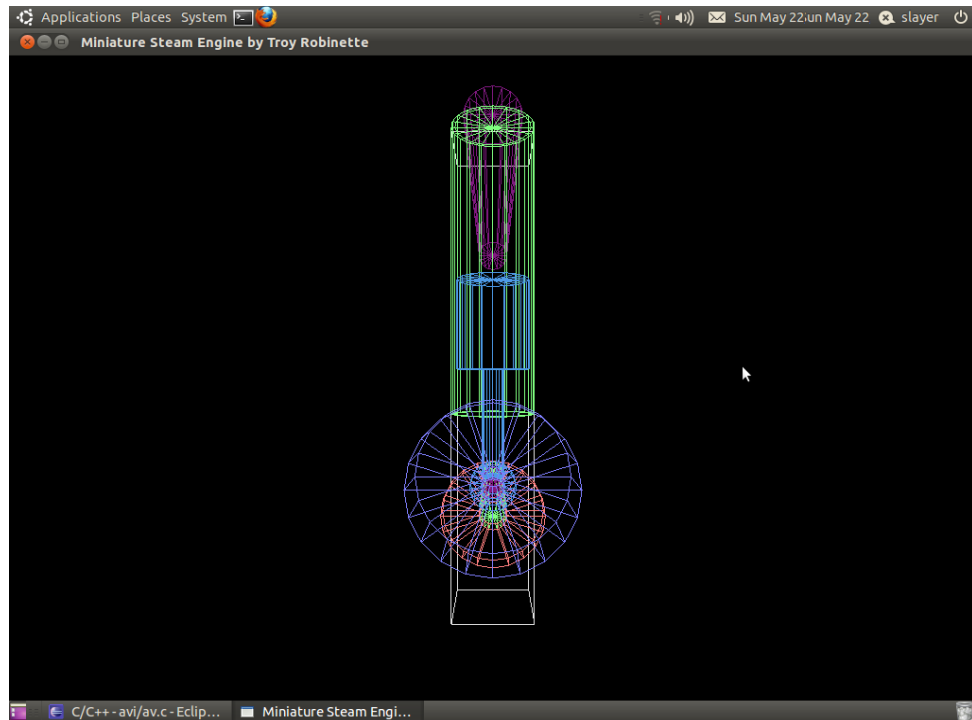 Applications Places System Sun May 22 un May 22 slayer
Miniature Steam Engine by Troy Robinette
C/C++ - avi/av.c - Eclip... Miniature Steam Engi...